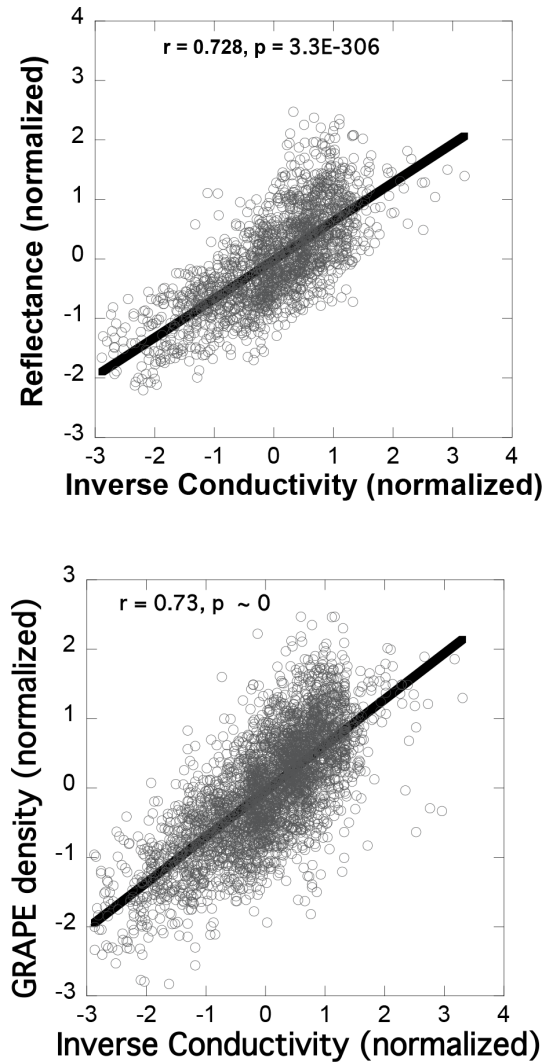 r = 0.728, p = 3.3E-306
4
3
2
1
0
-1
-2
-3
Reflectance (normalized)
-3 -2 -1 0 1 2 3 4
Inverse Conductivity (normalized)
r = 0.73, p ~ 0
3
2
1
0
-1
-2
-3
GRAPE density (normalized)
-3 -2 -1 0 1 2 3 4
Inverse Conductivity (normalized)